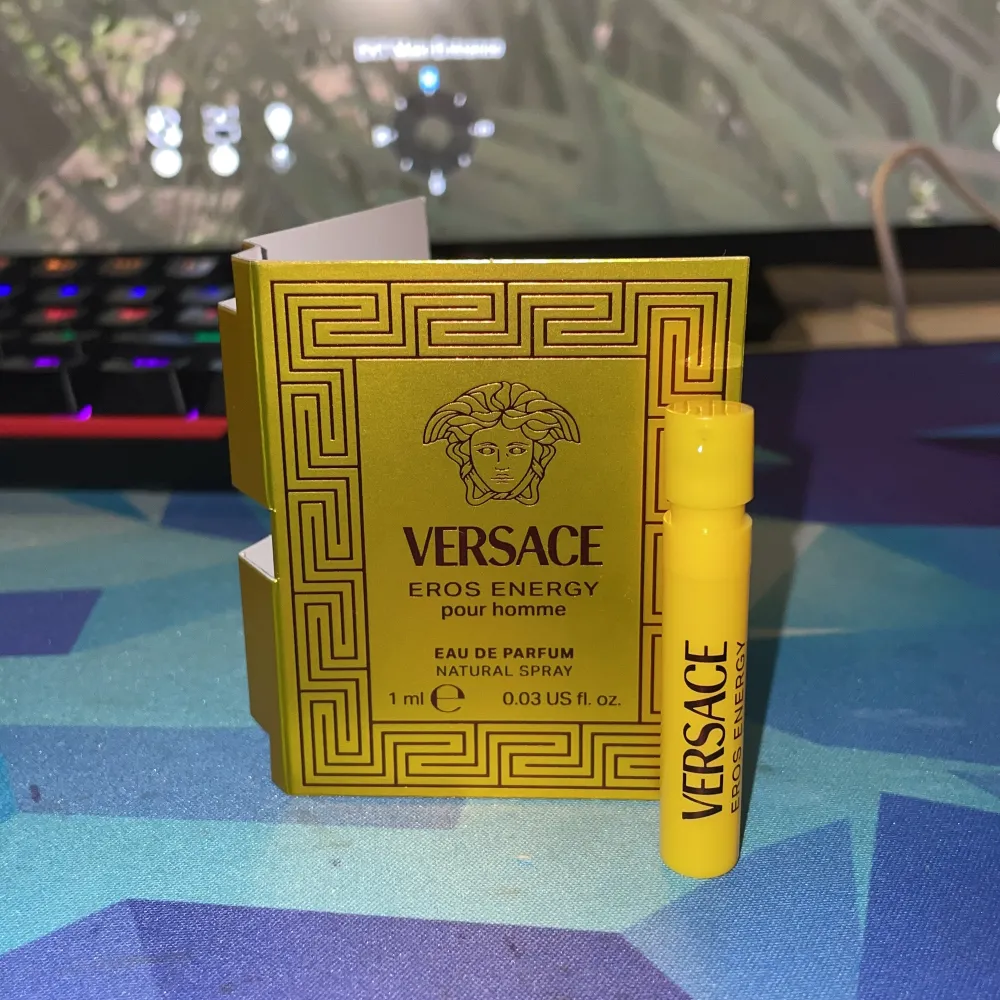 VERSACE
EROS ENERGY
pour homme
EAU DE PARFUM
NATURAL SPRAY
1 ml ℮ 0.03 US fl. oz.
VERSACE
EROS ENERGY